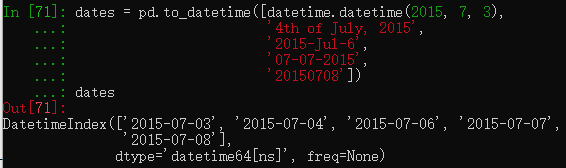 In [71]: dates = pd.to_datetime([datetime.datetime(2015, 7, 3),
...: '4th of July, 2015',
...: '2015-Jul-6',
...: '07-07-2015',
...: '20150708'])
...: dates
Out[71]:
DatetimeIndex(['2015-07-03', '2015-07-04', '2015-07-06', '2015-07-07',
'2015-07-08'],
dtype='datetime64[ns]', freq=None)